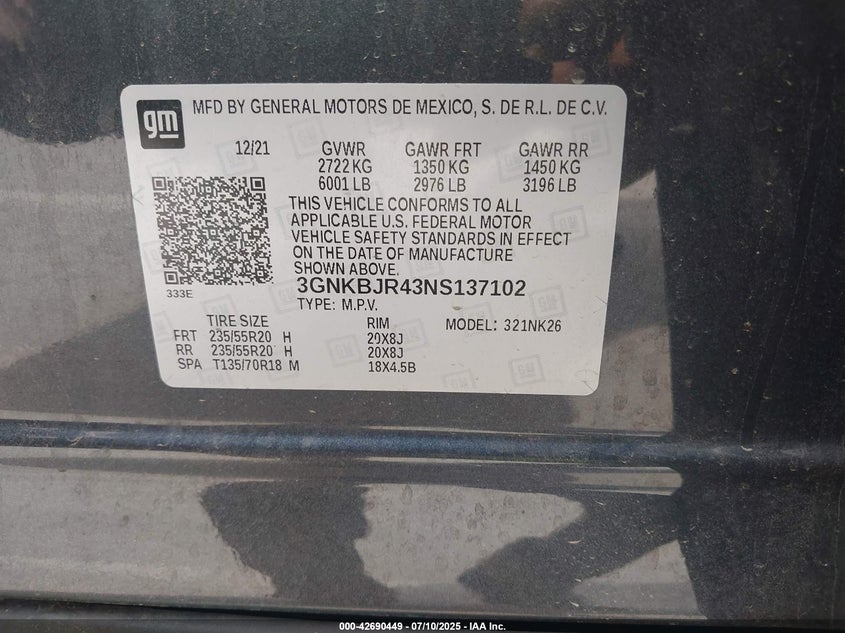 gm
MFD BY GENERAL MOTORS DE MEXICO, S. DE R.L. DE C.V.
12/21 GVWR GAWR FRT GAWR RR
2722 KG 1350 KG 1450 KG
6001 LB 2976 LB 3196 LB
THIS VEHICLE CONFORMS TO ALL
APPLICABLE U.S. FEDERAL MOTOR
VEHICLE SAFETY STANDARDS IN EFFECT
ON THE DATE OF MANUFACTURE
SHOWN ABOVE.
333E
3GNKBJR43NS137102
TYPE: M.P.V.
TIRE SIZE RIM MODEL: 321NK26
FRT 235/55R20 H 20X8J
RR 235/55R20 H 20X8J
SPA T135/70R18 M 18X4.5B
000-42690449 - 07/10/2025 - IAA Inc.